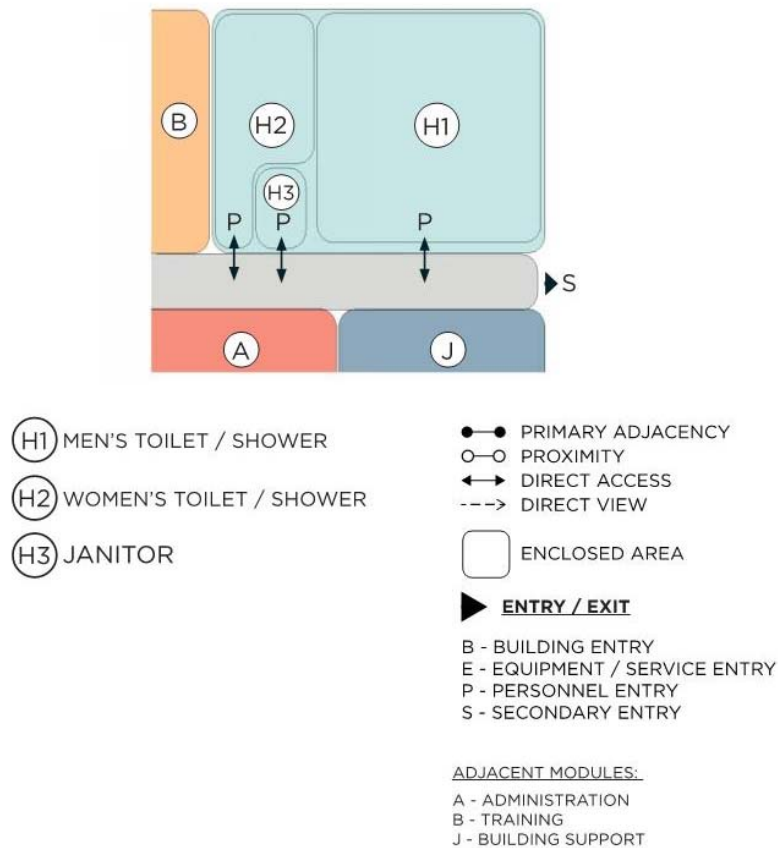 B
H2
H1
H3
P
P
P
S
A
J
H1 MEN'S TOILET / SHOWER
H2 WOMEN'S TOILET / SHOWER
H3 JANITOR
PRIMARY ADJACENCY
PROXIMITY
DIRECT ACCESS
DIRECT VIEW
ENCLOSED AREA
ENTRY / EXIT
B - BUILDING ENTRY
E - EQUIPMENT / SERVICE ENTRY
P - PERSONNEL ENTRY
S - SECONDARY ENTRY
ADJACENT MODULES:
A - ADMINISTRATION
B - TRAINING
J - BUILDING SUPPORT